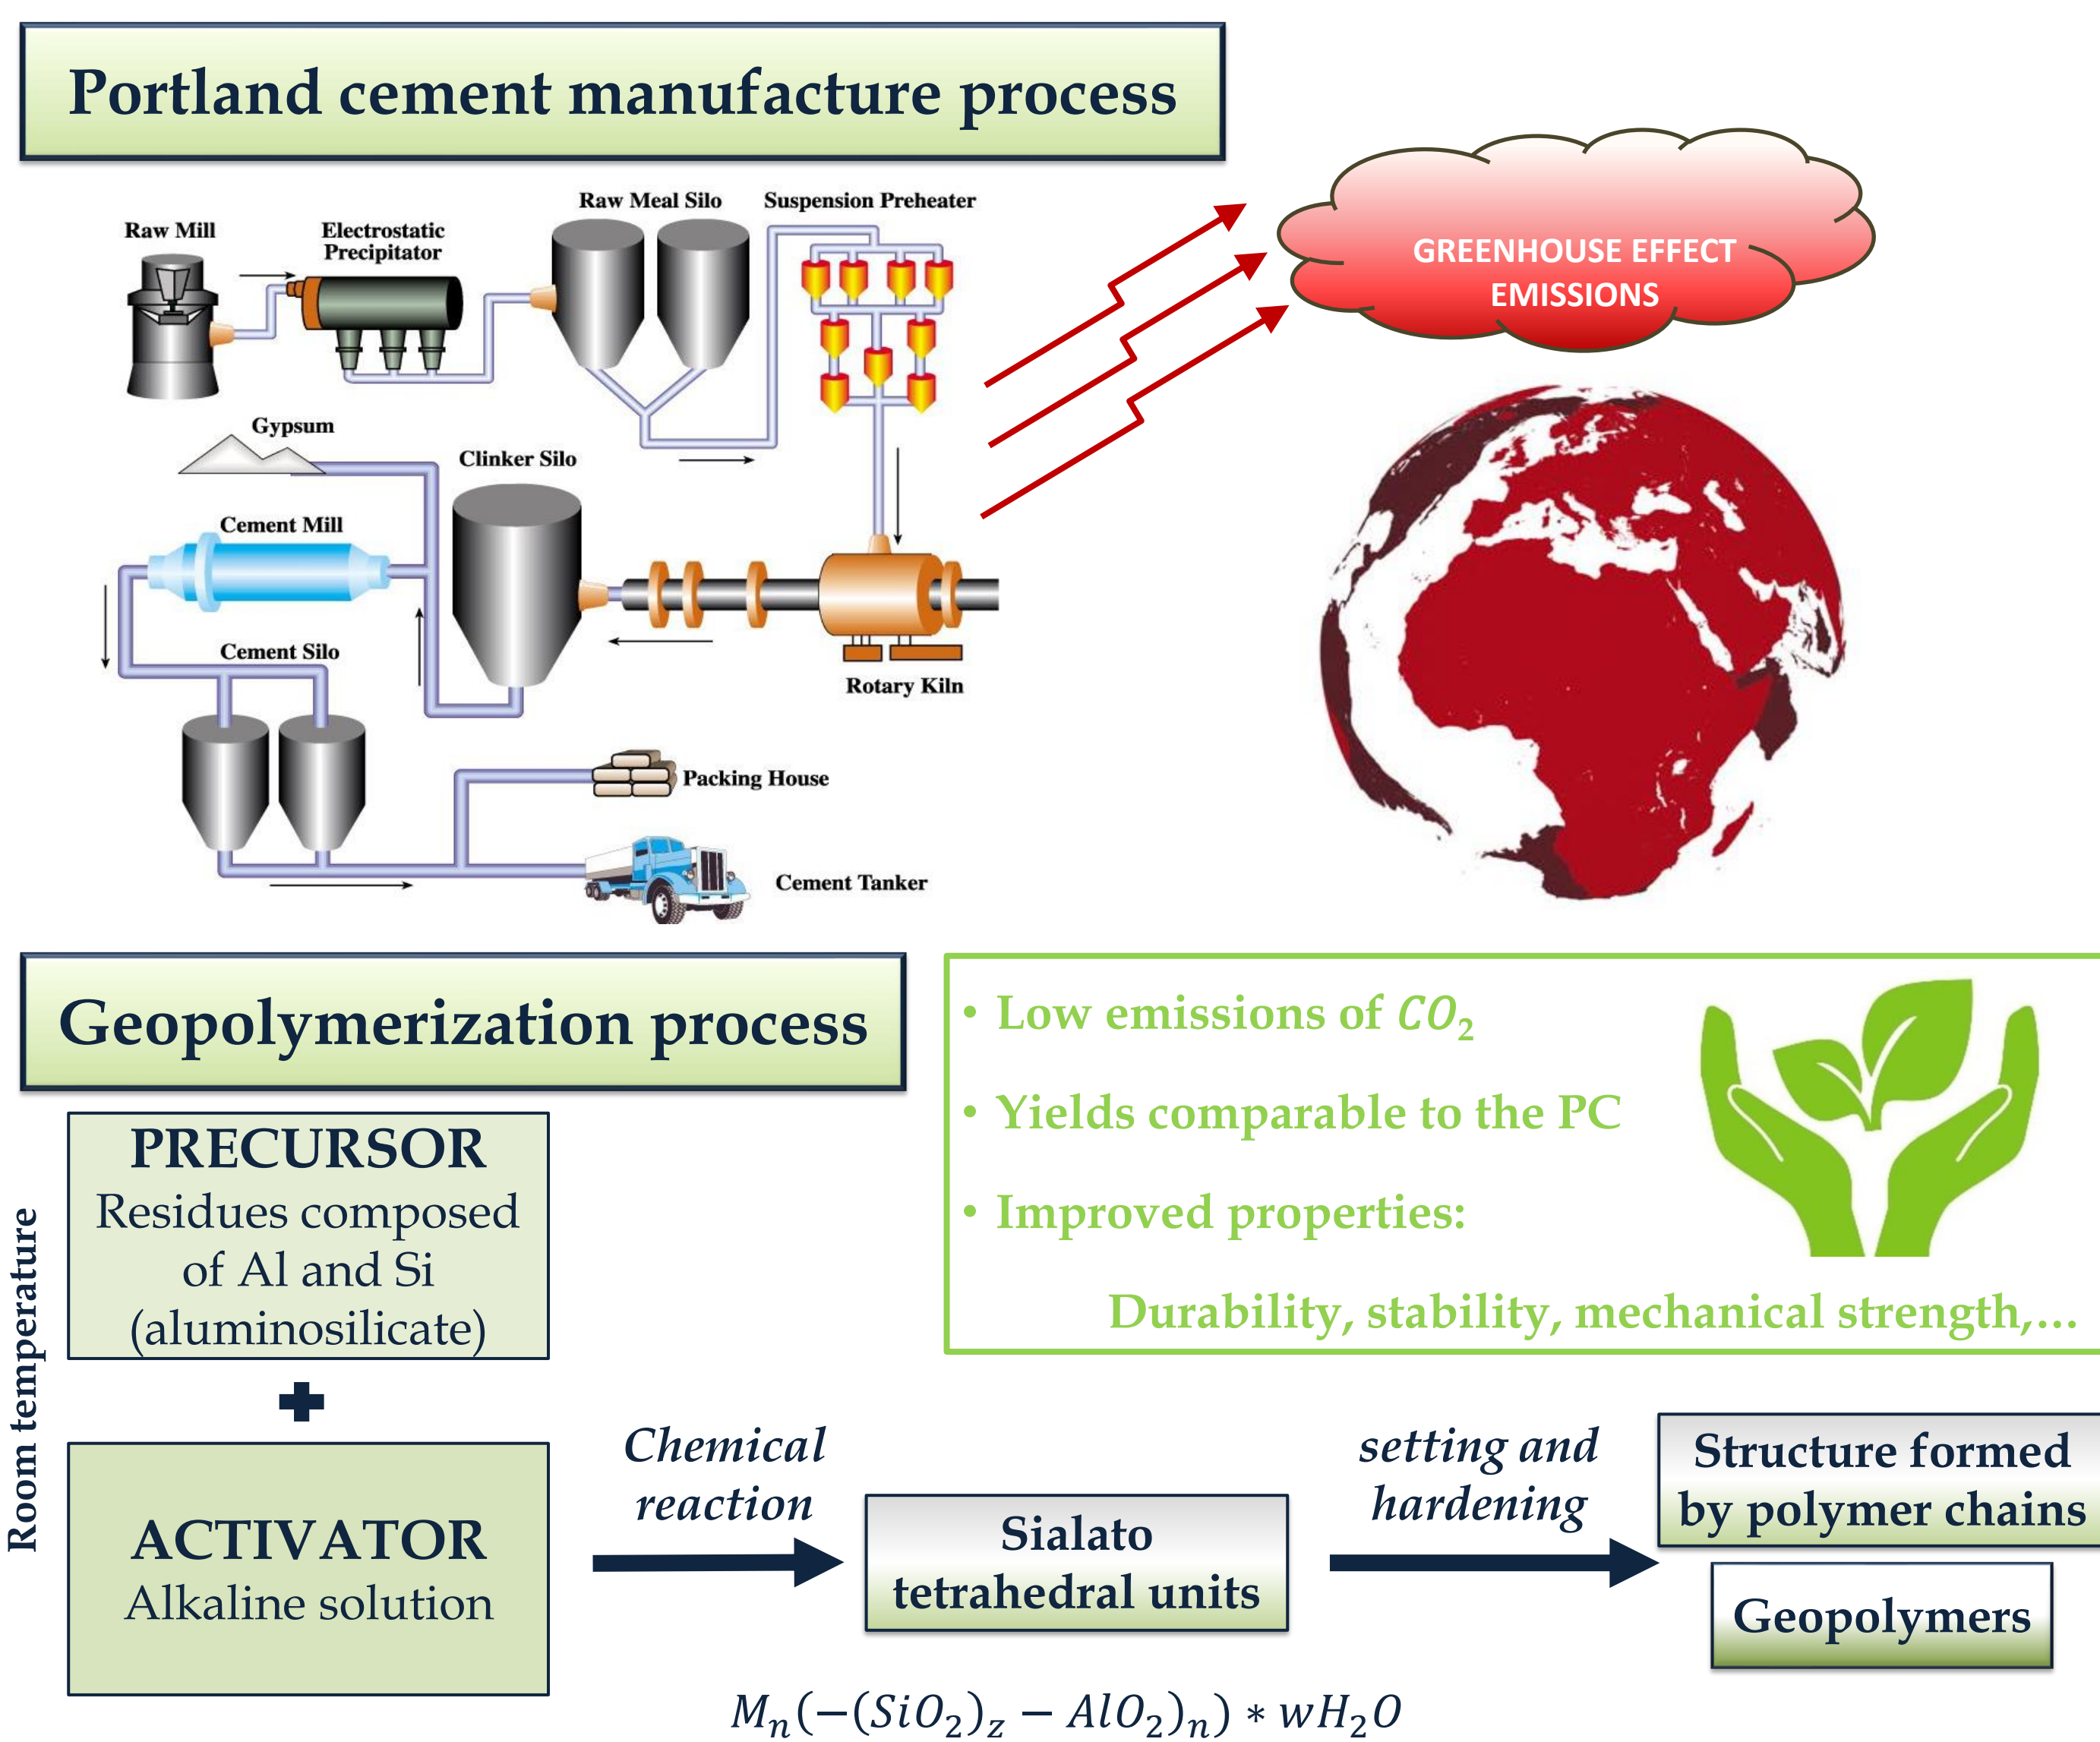 Portland cement manufacture process
Raw Mill
Electrostatic
Precipitator
Raw Meal Silo
Suspension Preheater
GREENHOUSE EFFECT
EMISSIONS
Gypsum
Clinker Silo
Cement Mill
Cement Silo
Rotary Kiln
Packing House
Cement Tanker
Geopolymerization process
• Low emissions of CO₂
• Yields comparable to the PC
• Improved properties:
Durability, stability, mechanical strength,...
Room temperature
PRECURSOR
Residues composed
of Al and Si
(aluminosilicate)
+
ACTIVATOR
Alkaline solution
Chemical
reaction
Sialato
tetrahedral units
setting and
hardening
Structure formed
by polymer chains
Geopolymers
Mₙ(−(SiO₂)_z − AlO₂)ₙ) ∗ wH₂O